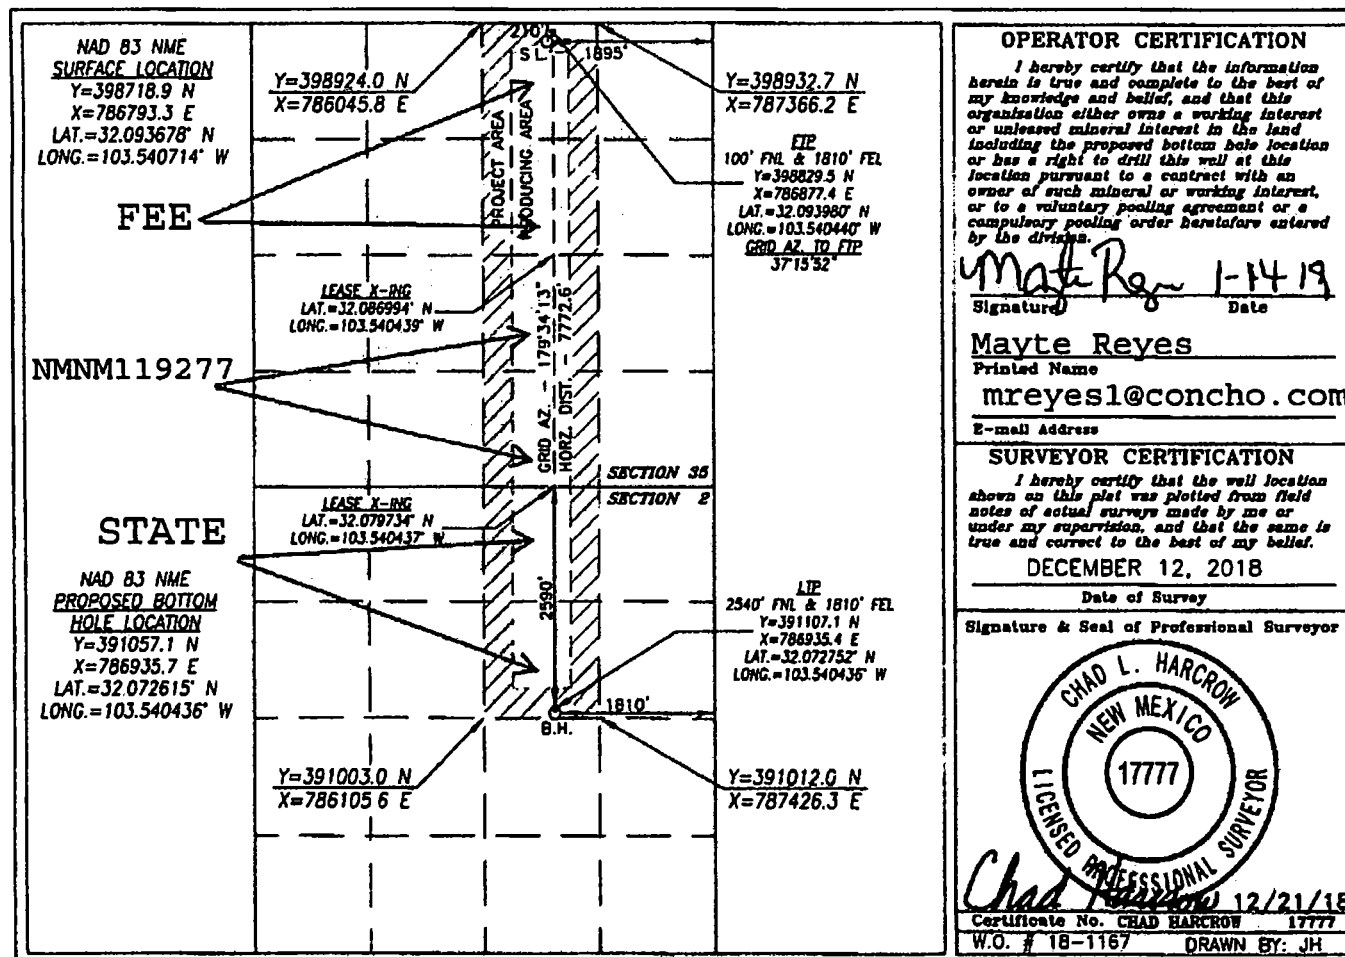 NAD 83 NME
SURFACE LOCATION
Y=398718.9 N
X=786793.3 E
LAT.=32.093678° N
LONG.=103.540714° W
FEE
NMNM119277
STATE
NAD 83 NME
PROPOSED BOTTOM
HOLE LOCATION
Y=391057.1 N
X=786935.7 E
LAT.=32.072615° N
LONG.=103.540436° W
Y=398924.0 N
X=786045.8 E
210'
S.L.
1895'
Y=398932.7 N
X=787366.2 E
PROJECT AREA
PRODUCING AREA
FTP
100' FNL & 1810' FEL
Y=398829.5 N
X=786877.4 E
LAT.=32.093980° N
LONG.=103.540440° W
GRID AZ. TO FTP
37°15'52"
LEASE X-ING
LAT.=32.086994° N
LONG.=103.540439° W
GRID AZ. - 179°34'13"
HORZ. DIST. - 7772.6'
SECTION 35
SECTION 2
LEASE X-ING
LAT.=32.079734° N
LONG.=103.540437° W
2590'
LTP
2540' FNL & 1810' FEL
Y=391107.1 N
X=786935.4 E
LAT.=32.072752° N
LONG.=103.540436° W
1810'
B.H.
Y=391003.0 N
X=786105.6 E
Y=391012.0 N
X=787426.3 E
OPERATOR CERTIFICATION
I hereby certify that the information
herein is true and complete to the best of
my knowledge and belief, and that this
organisation either owns a working interest
or unleased mineral interest in the land
including the proposed bottom hole location
or has a right to drill this well at this
location pursuant to a contract with an
owner of such mineral or working interest,
or to a voluntary pooling agreement or a
compulsory pooling order heretofore entered
by the division.
Mayte Reyes 1-14-19
Signature Date
Mayte Reyes
Printed Name
mreyes1@concho.com
E-mail Address
SURVEYOR CERTIFICATION
I hereby certify that the well location
shown on this plat was plotted from field
notes of actual surveys made by me or
under my supervision, and that the same is
true and correct to the best of my belief.
DECEMBER 12, 2018
Date of Survey
Signature & Seal of Professional Surveyor
CHAD L. HARCROW
NEW MEXICO
17777
LICENSED PROFESSIONAL SURVEYOR
Chad Harcrow 12/21/18
Certificate No. CHAD HARCROW 17777
W.O. # 18-1167 DRAWN BY: JH